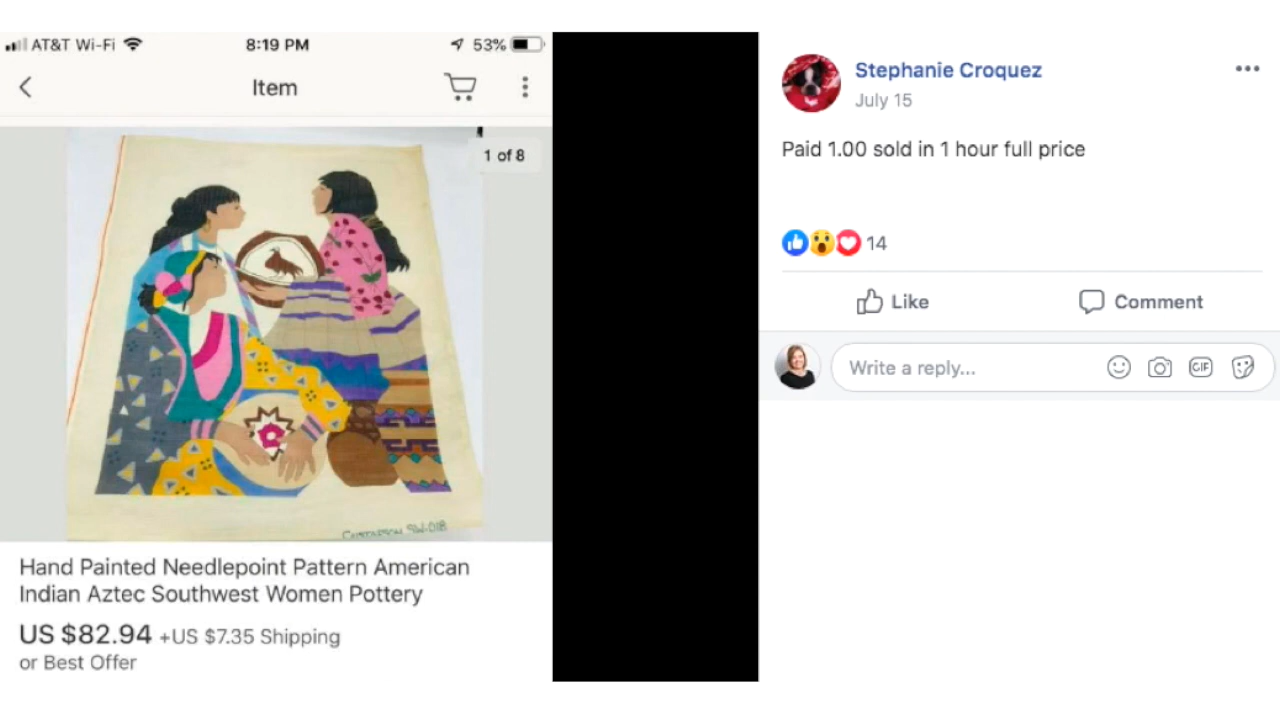 AT&T Wi-Fi 8:19 PM 53%
Item
1 of 8
SW-018
Hand Painted Needlepoint Pattern American
Indian Aztec Southwest Women Pottery
US $82.94 +US $7.35 Shipping
or Best Offer
Stephanie Croquez
July 15
Paid 1.00 sold in 1 hour full price
14
Like Comment
Write a reply... GIF